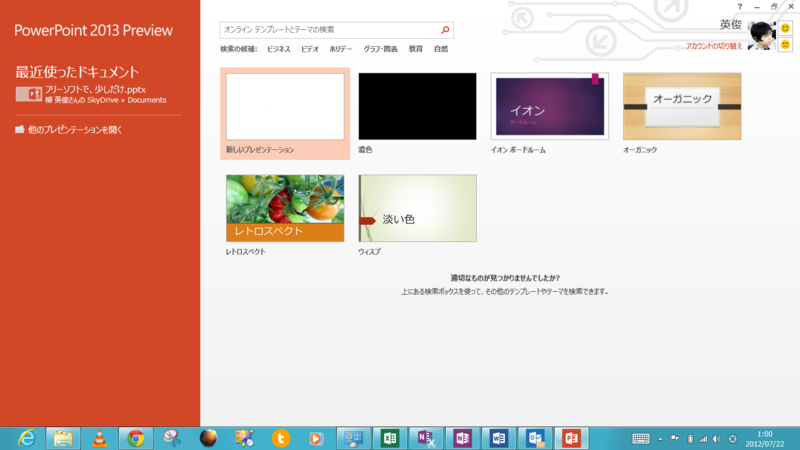 PowerPoint 2013 Preview
最近使ったドキュメント
フリーソフトで、少しだけ.pptx
柳 英俊さんの SkyDrive » Documents
他のプレゼンテーションを開く
オンライン テンプレートとテーマの検索
検索の候補: ビジネス ビデオ ホリデー グラフ・図表 教育 自然
英俊
アカウントの切り替え
新しいプレゼンテーション
遮色
イオン
ボードルーム
イオン ボードルーム
オーガニック
オーガニック
レトロスペクト
レトロスペクト
淡い色
ウィスプ
適切なものが見つかりませんでしたか?
上にある検索ボックスを使って、その他のテンプレートやテーマを検索できます。
1:00
2012/07/22